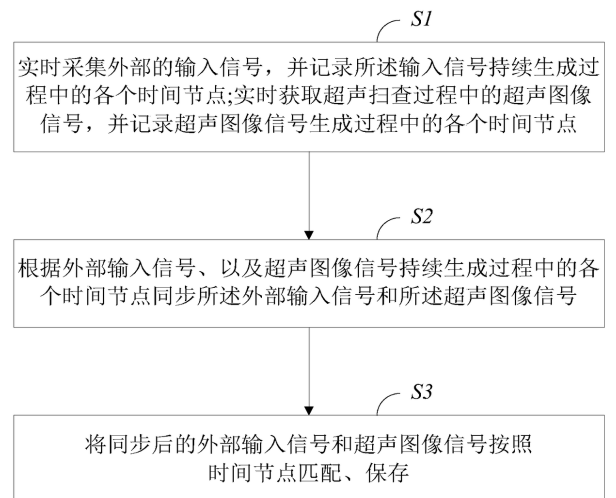 S1
实时采集外部的输入信号，并记录所述输入信号持续生成过
程中的各个时间节点;实时获取超声扫查过程中的超声图像
信号，并记录超声图像信号生成过程中的各个时间节点
S2
根据外部输入信号、以及超声图像信号持续生成过程中的各
个时间节点同步所述外部输入信号和所述超声图像信号
S3
将同步后的外部输入信号和超声图像信号按照
时间节点匹配、保存